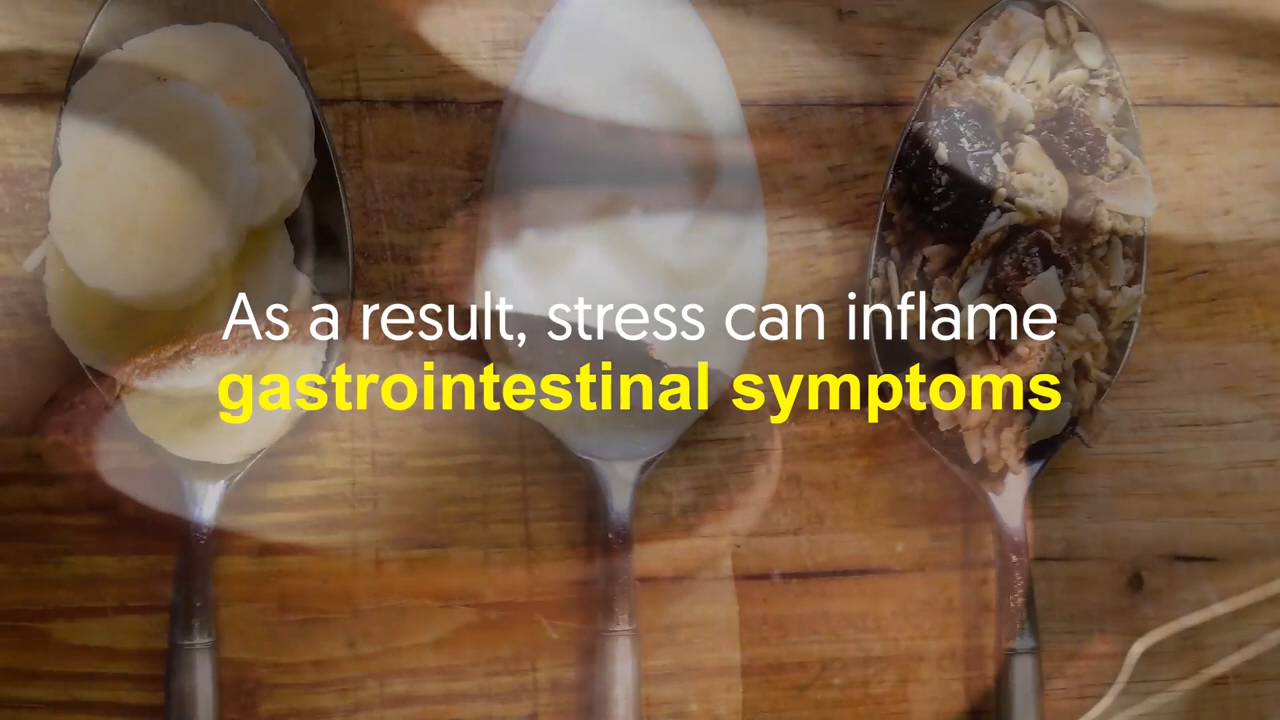 As a result, stress can inflame
gastrointestinal symptoms